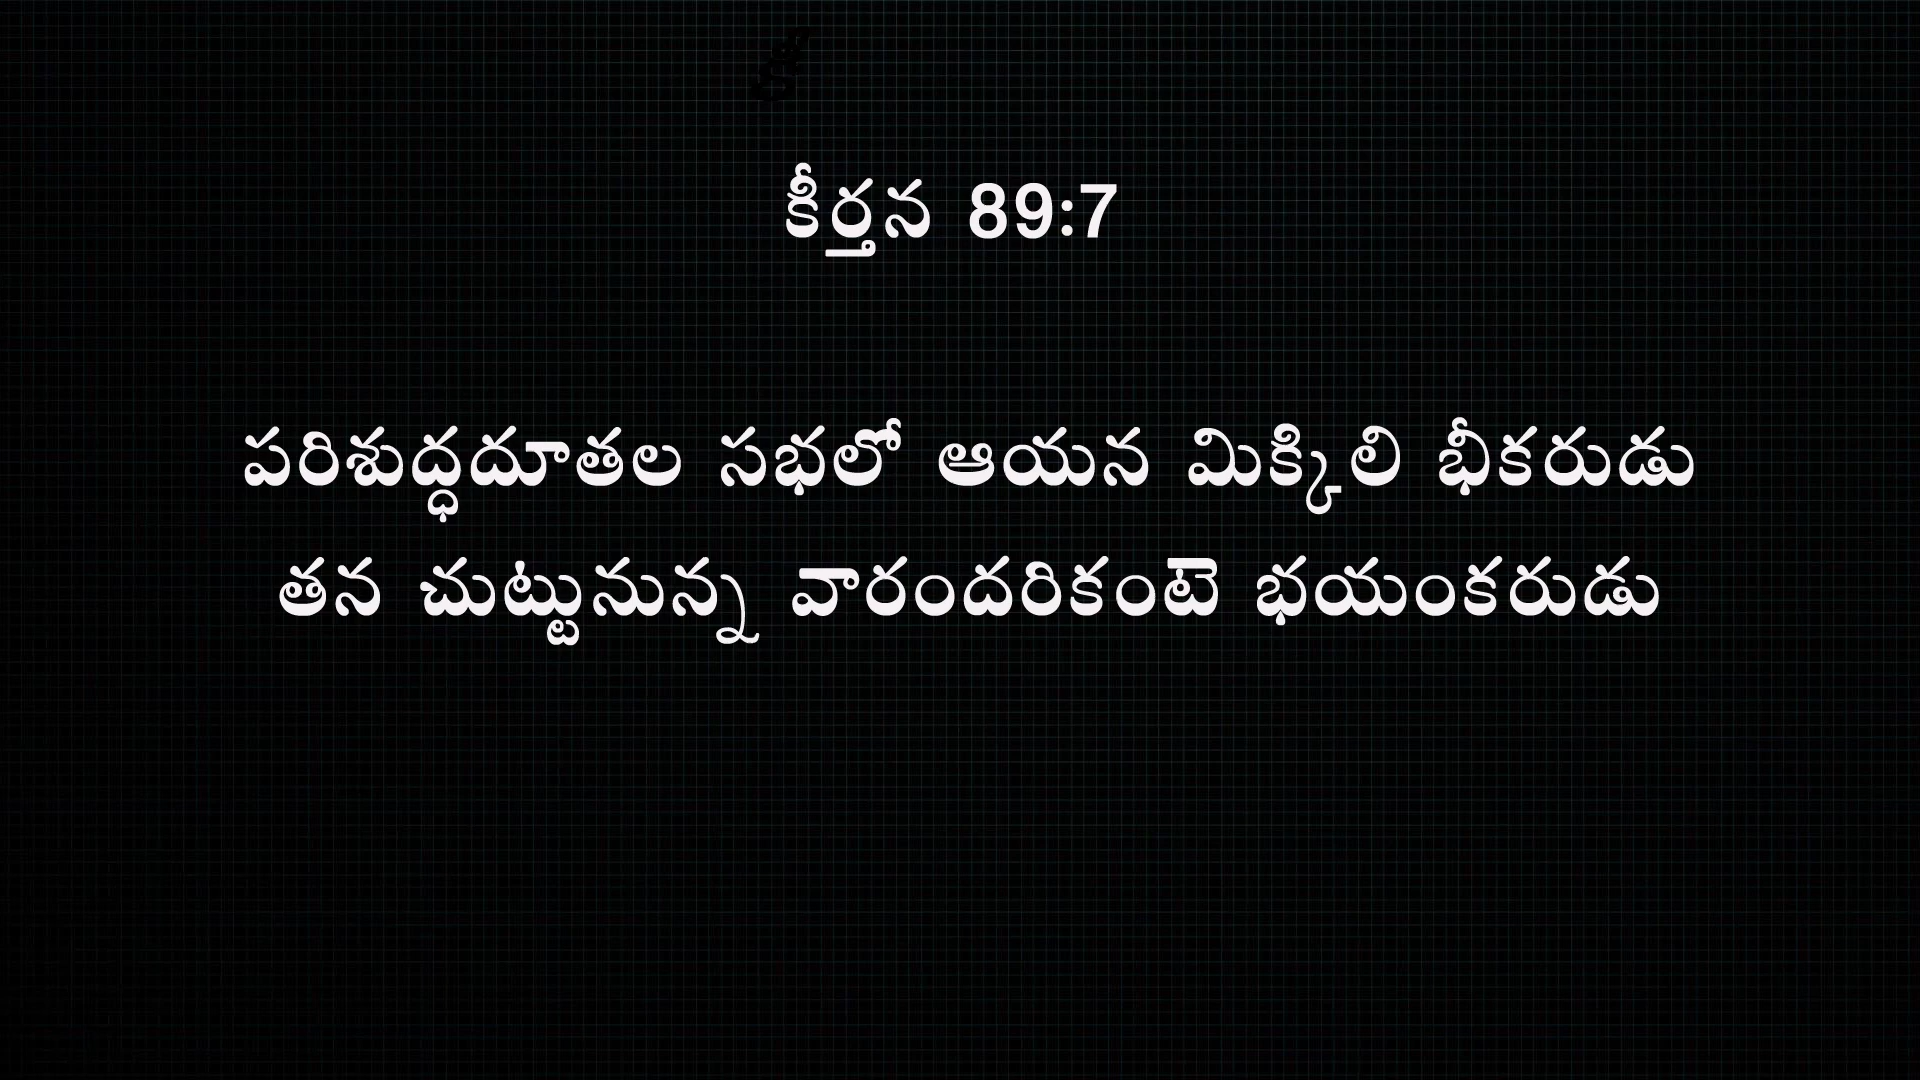 కీర్తన 89:7
పరిశుద్ధదూతల సభలో ఆయన మిక్కిలి భీకరుడు
తన చుట్టునున్న వారందరికంటె భయంకరుడు